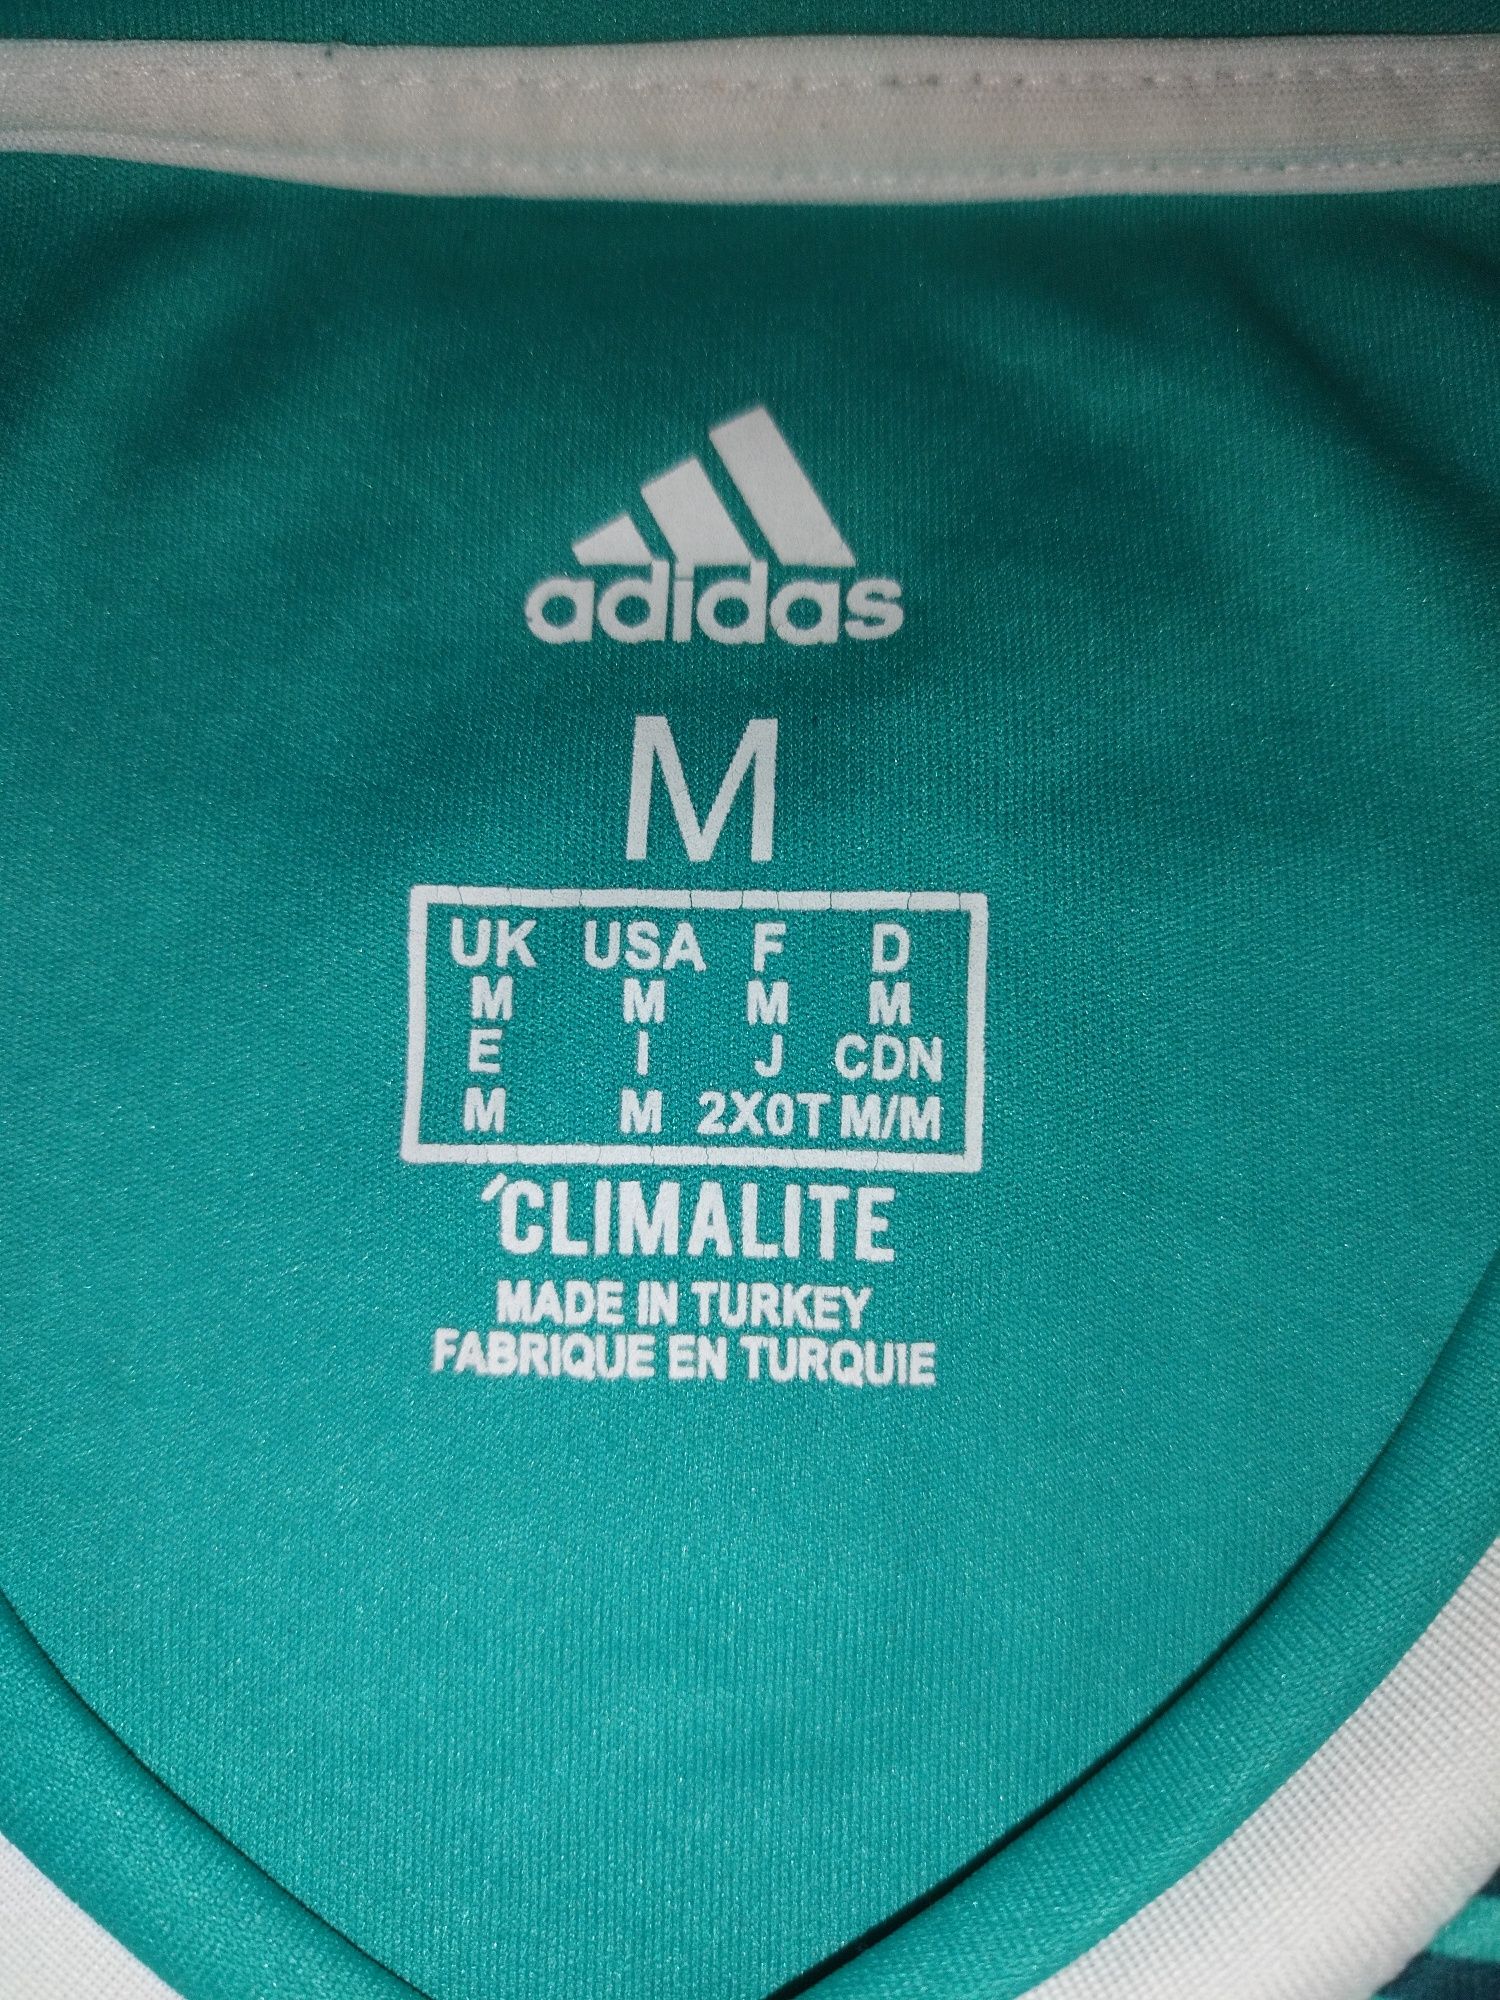 adidas
M
UK USA F D
M M M M
E I J CDN
M M 2X0T M/M
'CLIMALITE
MADE IN TURKEY
FABRIQUE EN TURQUIE